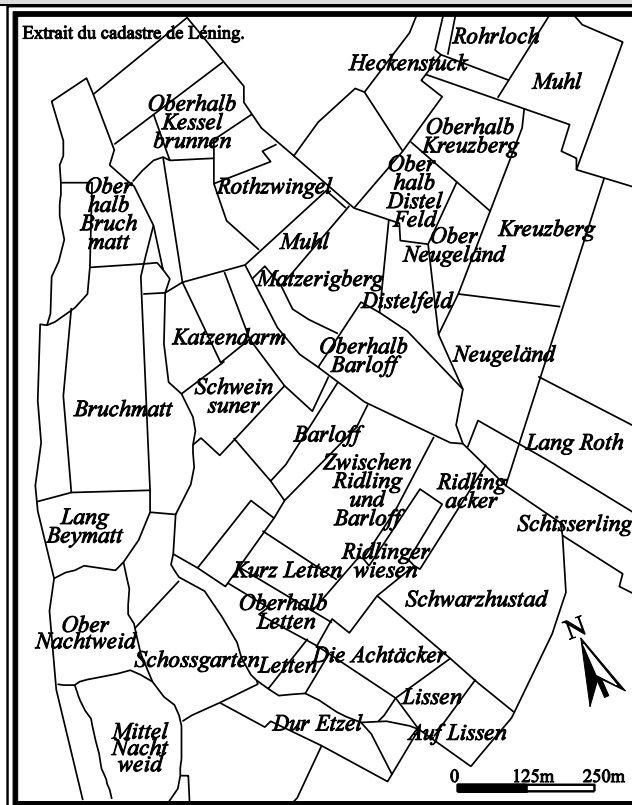 Extrait du cadastre de Léning.
Rohrloch
Heckenstuck
Muhl
Oberhalb
Kessel
brunnen
Oberhalb
Kreuzberg
Ober
halb
Distel
Feld
Rothzwingel
Ober
halb
Bruch
matt
Kreuzberg
Muhl
Ober
Neugeländ
Matzerigberg
Distelfeld
Katzendarm
Oberhalb
Barloff
Neugeländ
Schwein
suner
Bruchmatt
Barloff
Lang Roth
Zwischen
Ridling
und
Barloff
Ridling
acker
Lang
Beymatt
Schisserling
Ridlinger
wiesen
Kurz Letten
Oberhalb
Letten
Schwarzhustad
Ober
Nachtweid
N
Schossgarten
Letten
Die Achtäcker
Lissen
Dur Etzel
Auf Lissen
Mittel
Nacht
weid
0 125m 250m